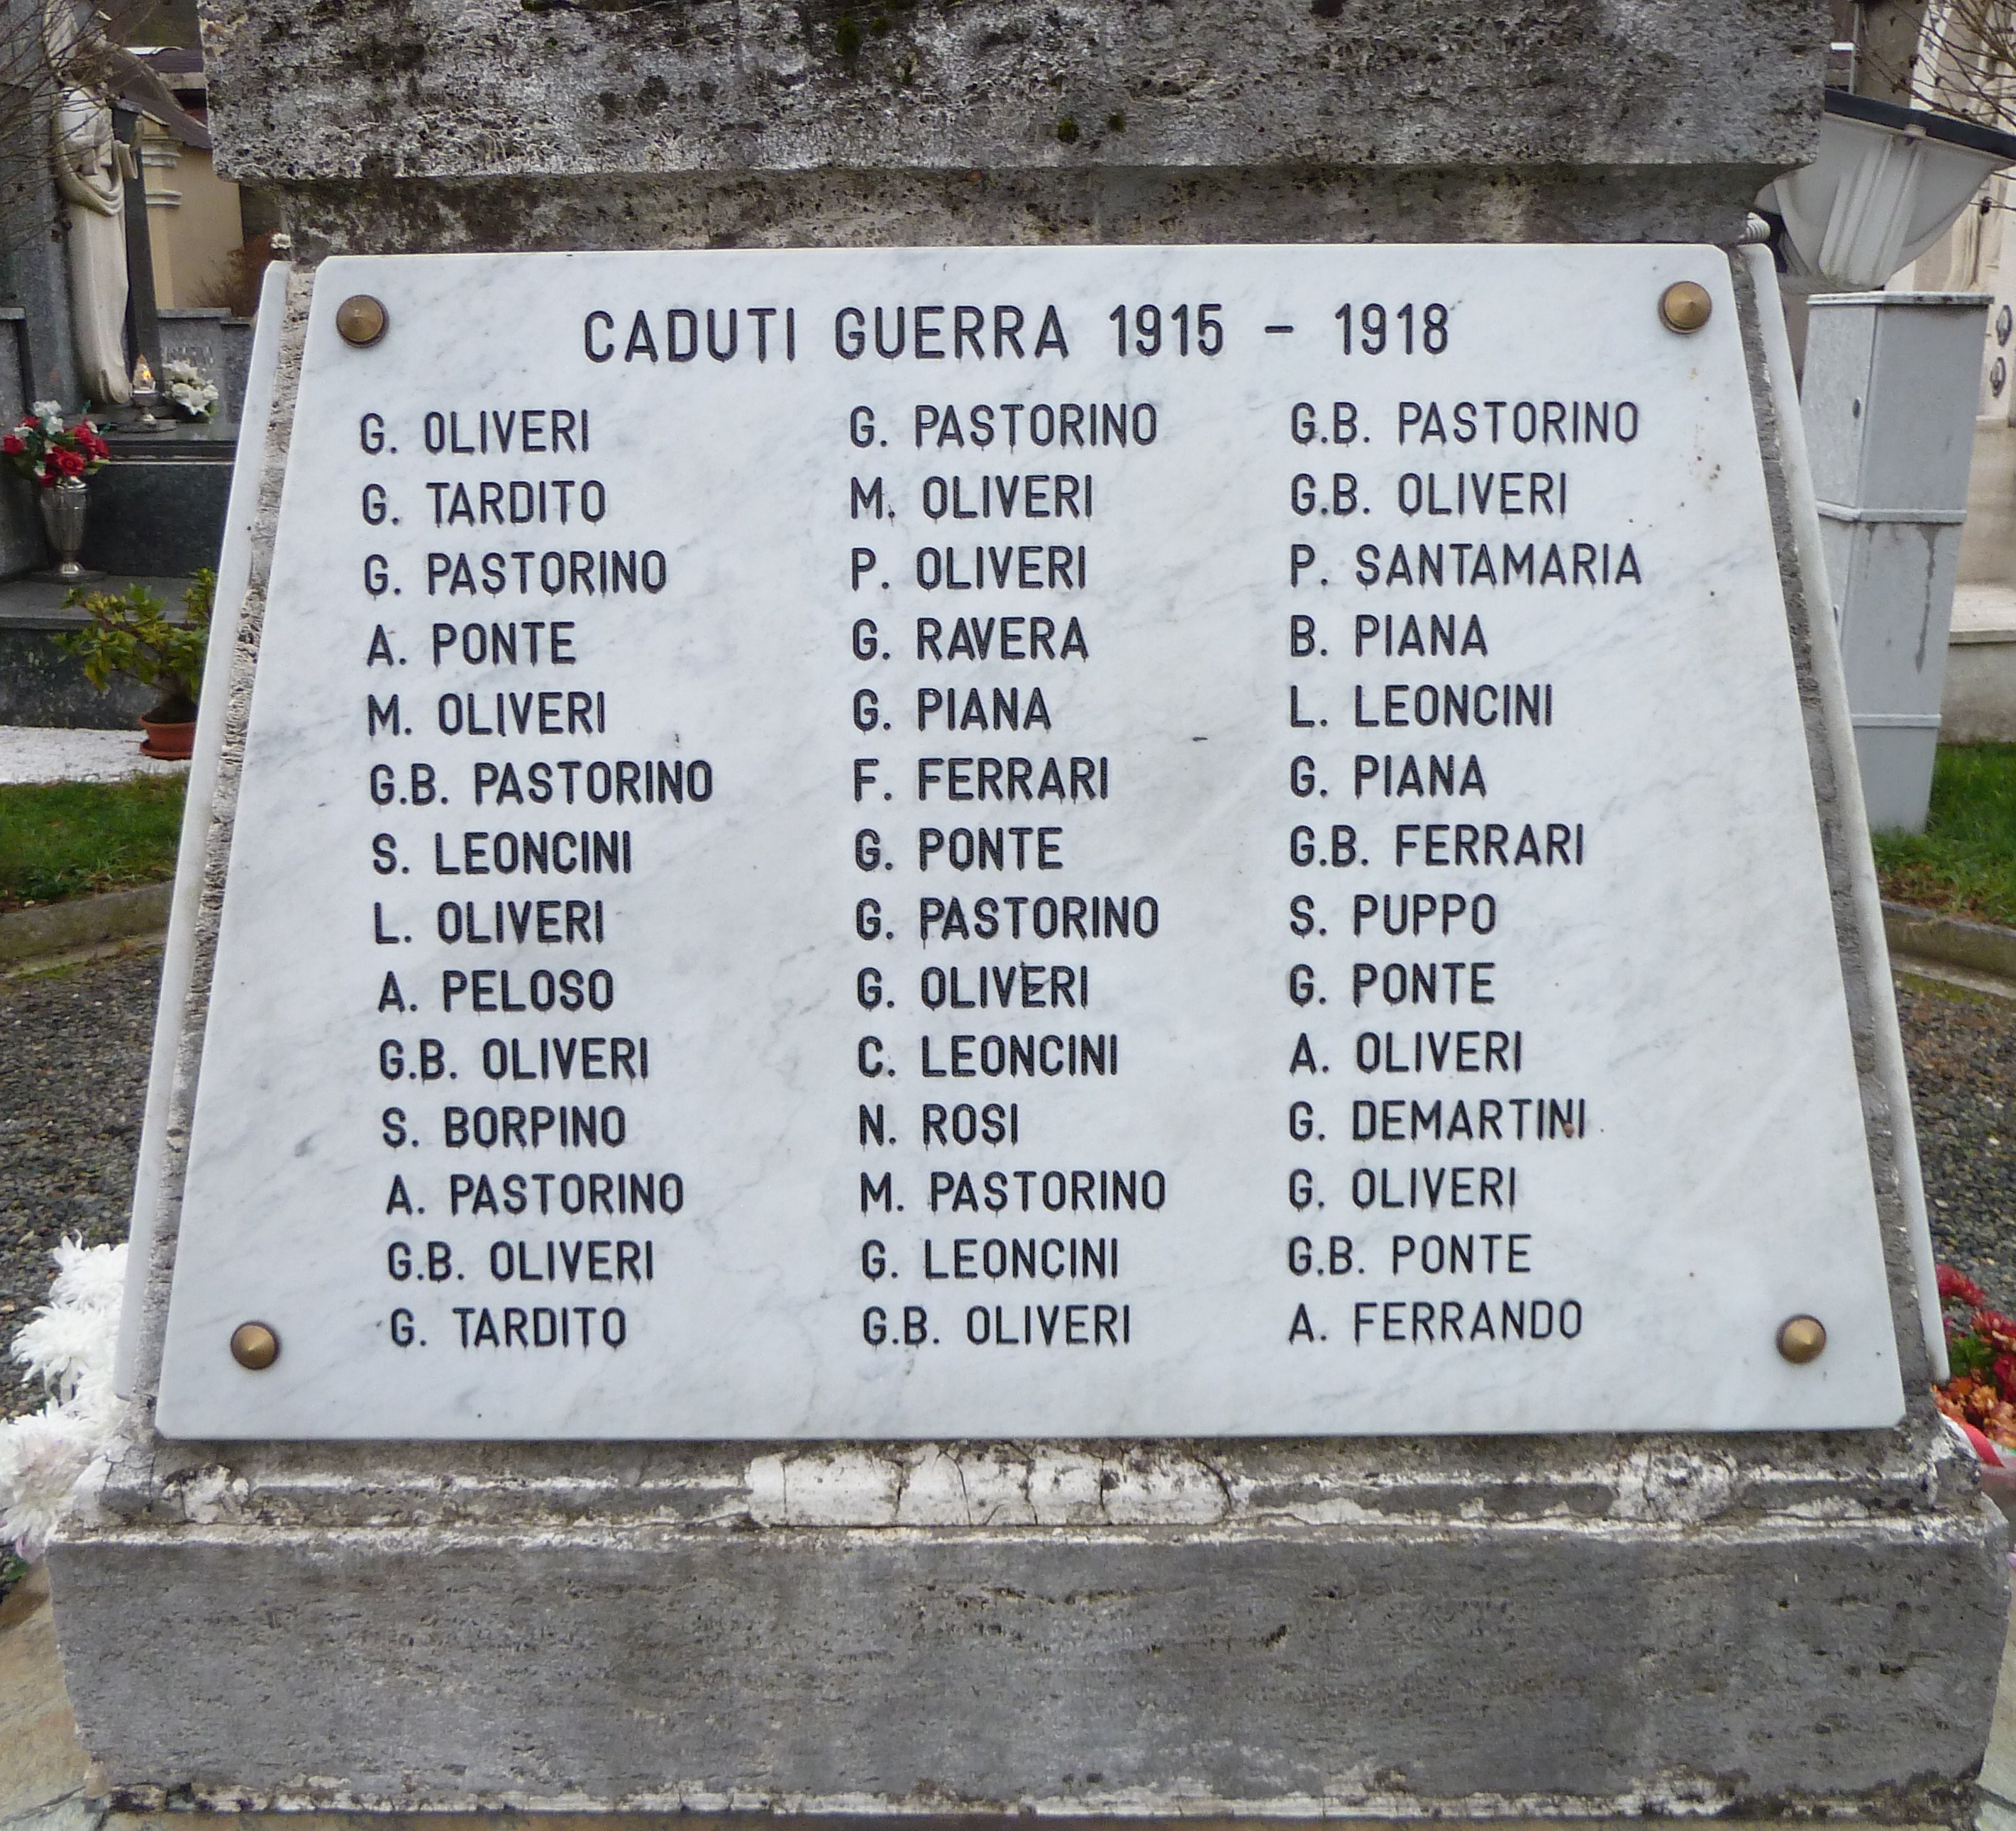 CADUTI GUERRA 1915 - 1918
G. OLIVERI
G. TARDITO
G. PASTORINO
A. PONTE
M. OLIVERI
G.B. PASTORINO
S. LEONCINI
L. OLIVERI
A. PELOSO
G.B. OLIVERI
S. BORPINO
A. PASTORINO
G.B. OLIVERI
G. TARDITO
G. PASTORINO
M. OLIVERI
P. OLIVERI
G. RAVERA
G. PIANA
F. FERRARI
G. PONTE
G. PASTORINO
G. OLIVERI
C. LEONCINI
N. ROSI
M. PASTORINO
G. LEONCINI
G.B. OLIVERI
G.B. PASTORINO
G.B. OLIVERI
P. SANTAMARIA
B. PIANA
L. LEONCINI
G. PIANA
G.B. FERRARI
S. PUPPO
G. PONTE
A. OLIVERI
G. DEMARTINI
G. OLIVERI
G.B. PONTE
A. FERRANDO